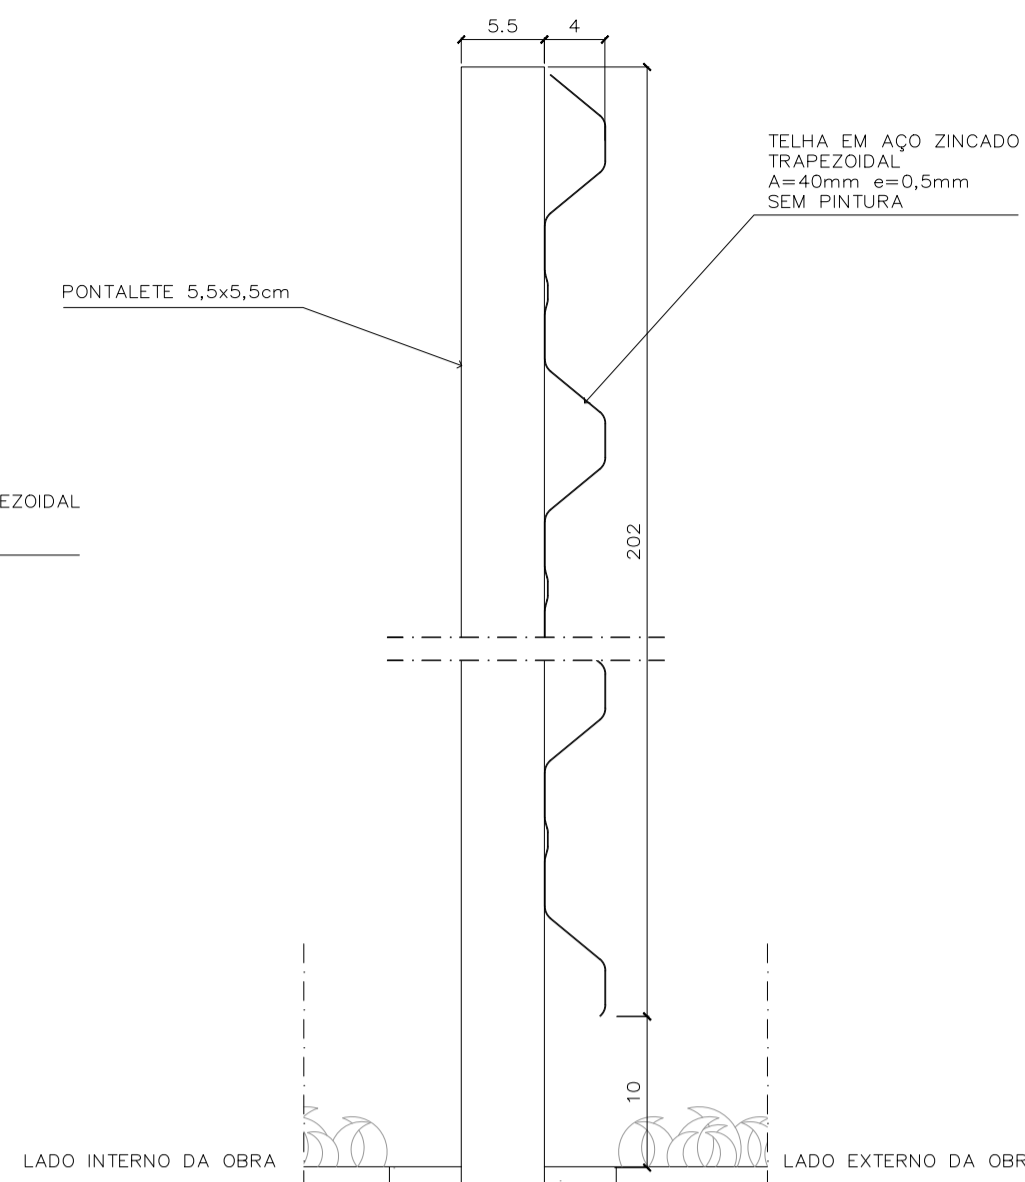 5.5
4
TELHA EM AÇO ZINCADO
TRAPEZOIDAL
A=40mm e=0,5mm
SEM PINTURA
PONTALETE 5,5x5,5cm
EZOIDAL
202
10
LADO INTERNO DA OBRA
LADO EXTERNO DA OBR